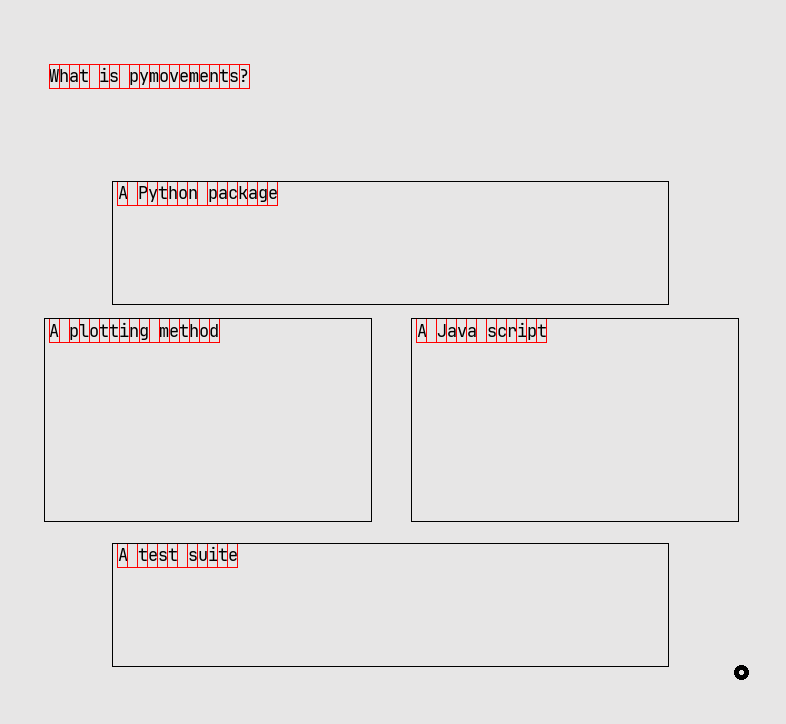 What is pymovements?
A Python package
A plotting method
A Java script
A test suite